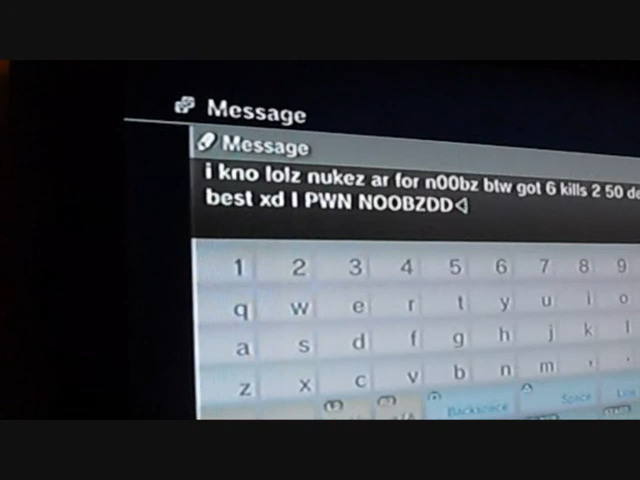 Message
Message
i kno lolz nukez ar for n00bz btw got 6 kills 2 50 de
best xd I PWN NOOBZDD
1 2 3 4 5 6 7 8 9
q w e r t y u i o
a s d f g h j k l
z x c v b n m , .
Backspace Space